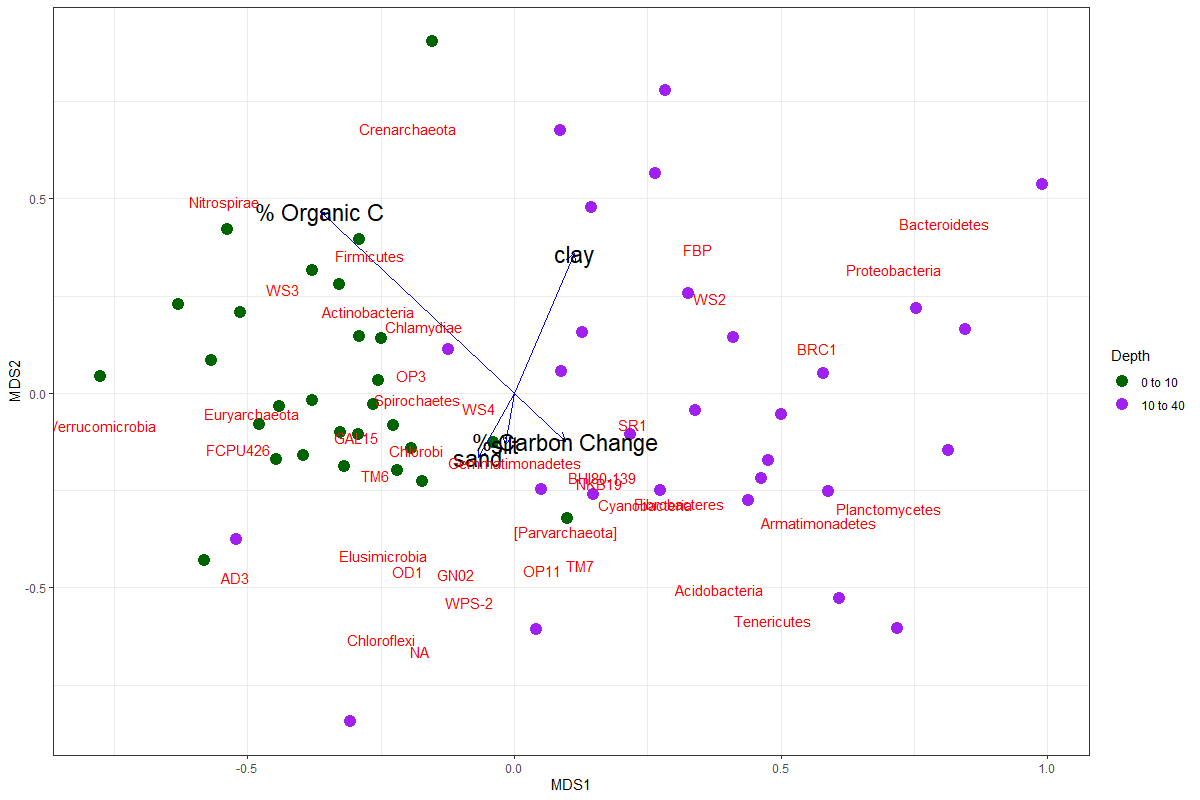 Crenarchaeota
0.5
Nitrospirae
% Organic C
Bacteroidetes
Firmicutes
clay
FBP
Proteobacteria
WS3
WS2
Actinobacteria
Chlamydiae
BRC1
Depth
0 to 10
10 to 40
MDS2
OP3
0.0
Spirochaetes
WS4
Euryarchaeota
Verrucomicrobia
SR1
GAL15
% Carbon Change
silt
FCPU426
Chlorobi
sand
Gemmatimonadetes
TM6
BHI80-139
NKB19
Cyanobacteria
Fibrobacteres
Planctomycetes
Armatimonadetes
[Parvarchaeota]
Elusimicrobia
OD1
GN02
OP11
TM7
AD3
-0.5
Acidobacteria
WPS-2
Tenericutes
Chloroflexi
NA
-0.5
0.0
0.5
1.0
MDS1